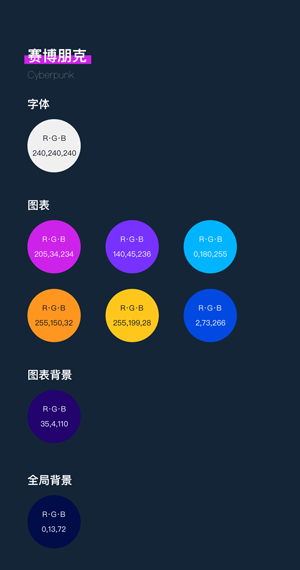 赛博朋克
Cyberpunk
字体
R·G·B
240,240,240
图表
R·G·B R·G·B R·G·B
205,34,234 140,45,236 0,180,255
R·G·B R·G·B R·G·B
255,150,32 255,199,28 2,73,266
图表背景
R·G·B
35,4,110
全局背景
R·G·B
0,13,72